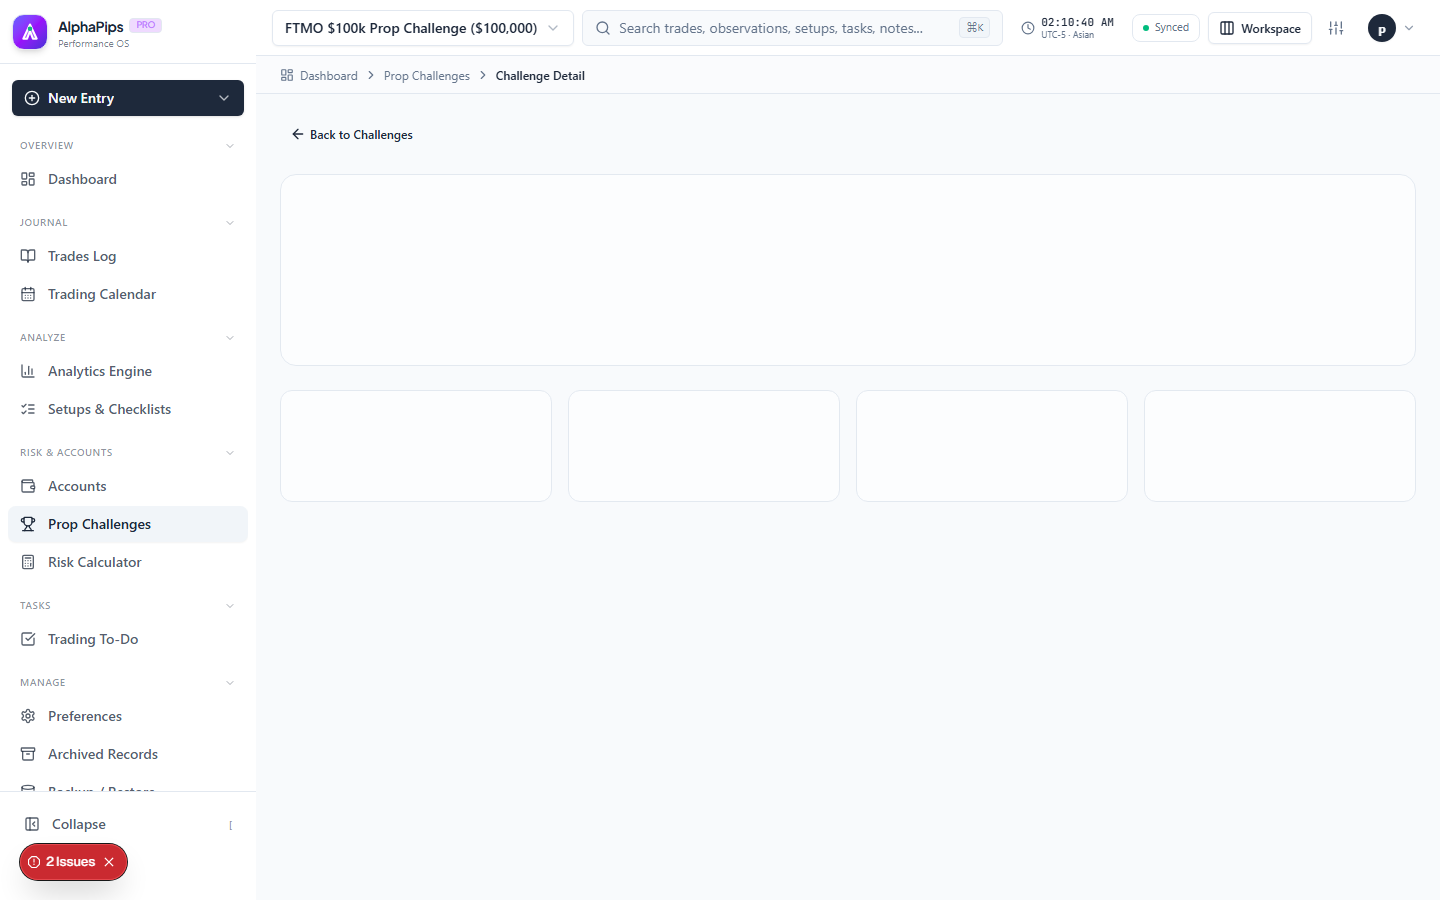 AlphaPips PRO
Performance OS
New Entry
OVERVIEW
Dashboard
JOURNAL
Trades Log
Trading Calendar
ANALYZE
Analytics Engine
Setups & Checklists
RISK & ACCOUNTS
Accounts
Prop Challenges
Risk Calculator
TASKS
Trading To-Do
MANAGE
Preferences
Archived Records
Backup / Restore
Collapse [
2 Issues
FTMO $100k Prop Challenge ($100,000)
Search trades, observations, setups, tasks, notes... ⌘K
02:10:40 AM
UTC-5 · Asian
Synced
Workspace
p
Dashboard > Prop Challenges > Challenge Detail
Back to Challenges